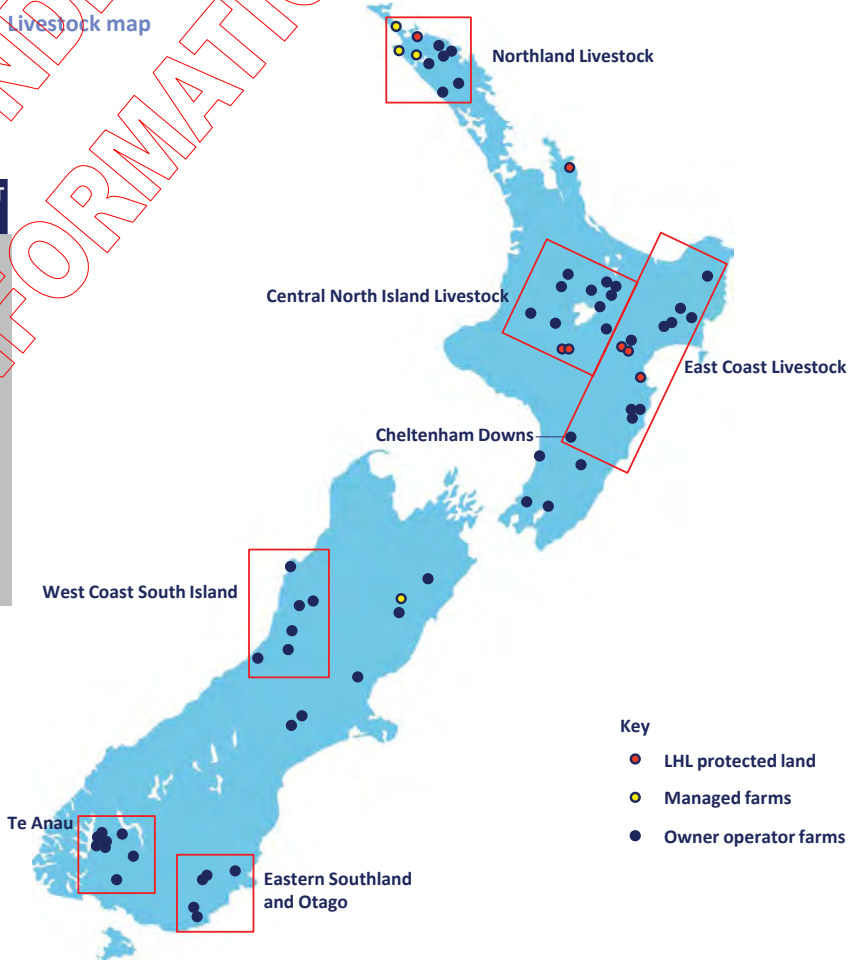 Livestock map
Northland Livestock
Central North Island Livestock
East Coast Livestock
Cheltenham Downs
West Coast South Island
Key
LHL protected land
Managed farms
Owner operator farms
Te Anau
Eastern Southland
and Otago